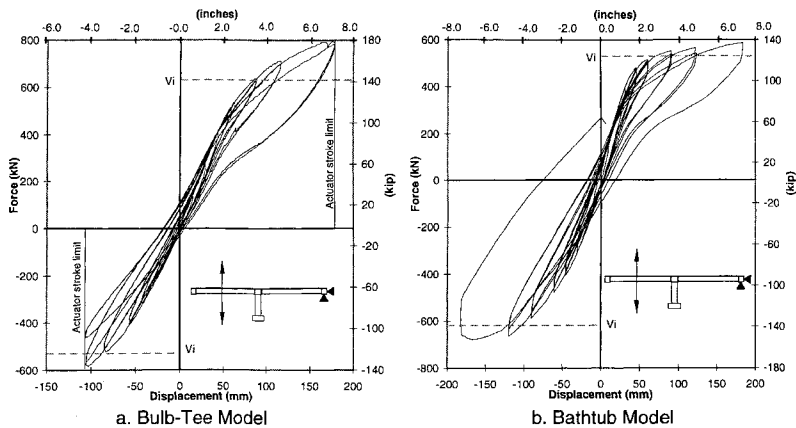 (inches)
-6.0 -4.0 -2.0 -0.0 2.0 4.0 6.0 8.0
800 180
Vi
600 140
400 100
200 60
0 20
-200 -20
-400 -60
-600 -100
-140
Force (kN)
(kip)
Actuator stroke limit
Actuator stroke limit
Vi
-150 -100 -50 0 50 100 150 200
Displacement (mm)
a. Bulb-Tee Model
(inches)
-8.0 -6.0 -4.0 -2.0 0.0 2.0 4.0 6.0 8.0
600 140
Vi
400 100
200 60
0 20
-200 -20
-400 -60
-600 -100
-800 -140
-180
Force (kN)
(kip)
Vi
-200 -150 -100 -50 0 50 100 150 200
Displacement (mm)
b. Bathtub Model